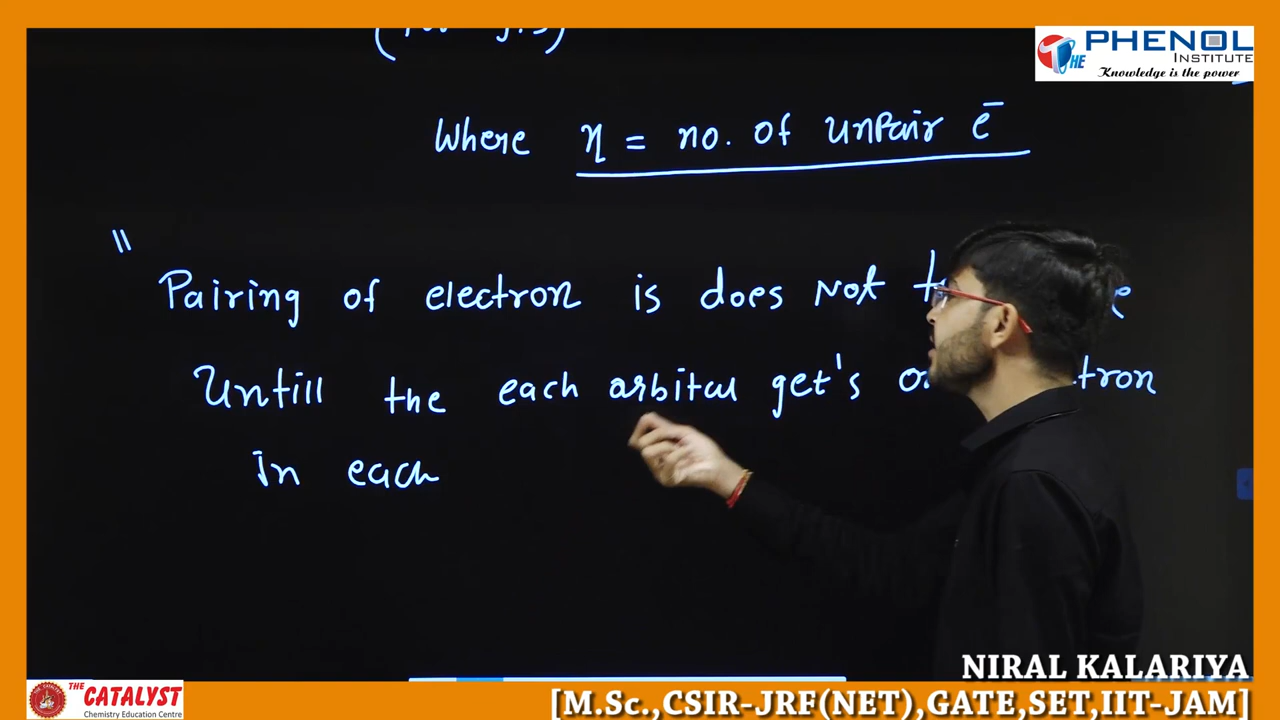 THE PHENOL
INSTITUTE
Knowledge is the power
Where η = no. of unpair e⁻
"
Pairing of electron is does Not
Untill the each orbital get's
in each
THE CATALYST
Chemistry Education Centre
NIRAL KALARIYA
[M.Sc.,CSIR-JRF(NET),GATE,SET,IIT-JAM]